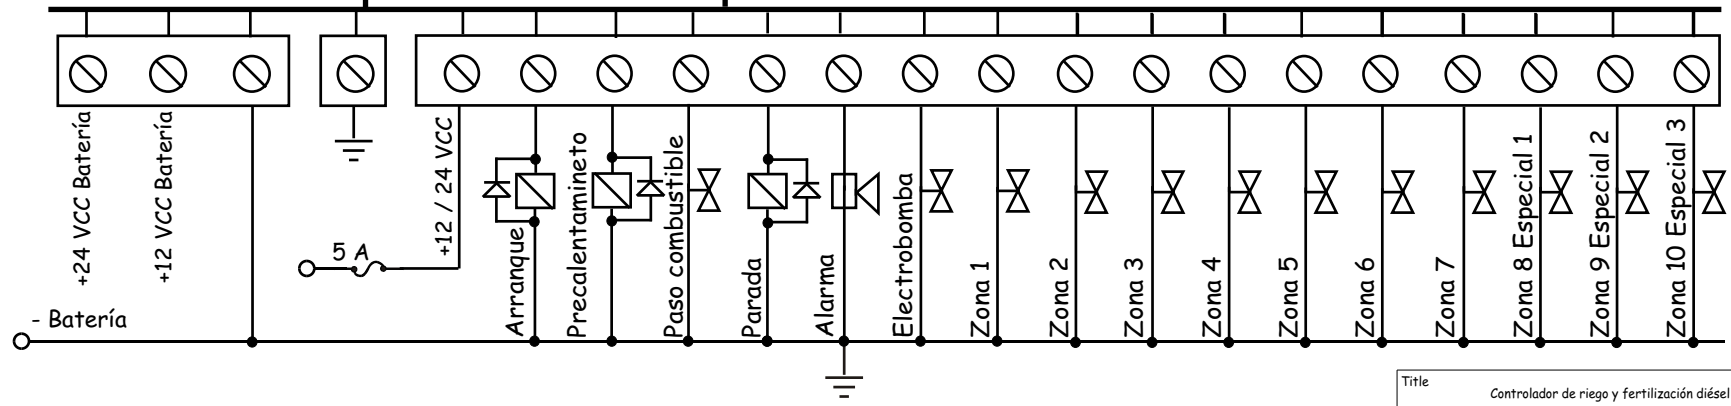 +24 VCC Batería
+12 VCC Batería
- Batería
5 A
+12 / 24 VCC
Arranque
Precalentamineto
Paso combustible
Parada
Alarma
Electrobomba
Zona 1
Zona 2
Zona 3
Zona 4
Zona 5
Zona 6
Zona 7
Zona 8 Especial 1
Zona 9 Especial 2
Zona 10 Especial 3
Title
Controlador de riego y fertilización diésel